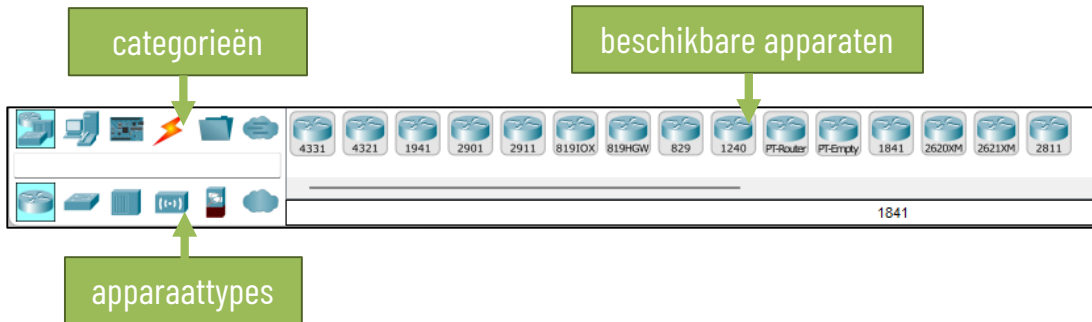 categorieën
beschikbare apparaten
4331 4321 1941 2901 2911 819IOX 819HGW 829 1240 PT-Router PT-Empty 1841 2620XM 2621XM 2811
1841
apparaattypes